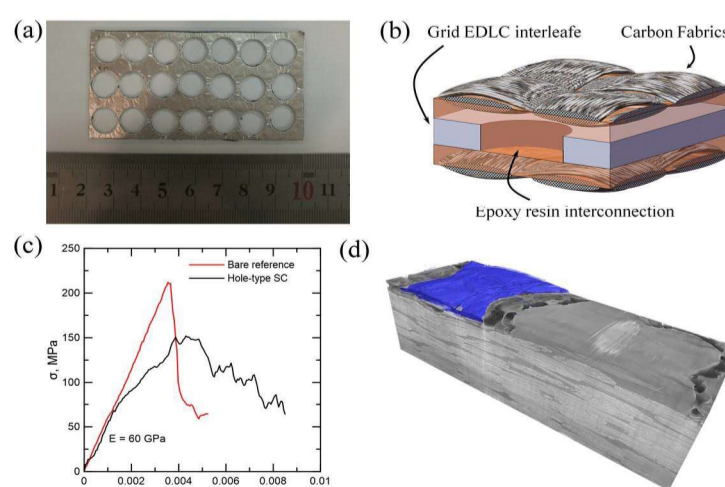 (a)
1 2 3 4 5 6 7 8 9 10 11
(b)
Grid EDLC interleafe
Carbon Fabrics
Epoxy resin interconnection
(c)
250
200
150
100
50
0
σ, MPa
Bare reference
Hole-type SC
E = 60 GPa
0 0.002 0.004 0.006 0.008 0.01
(d)